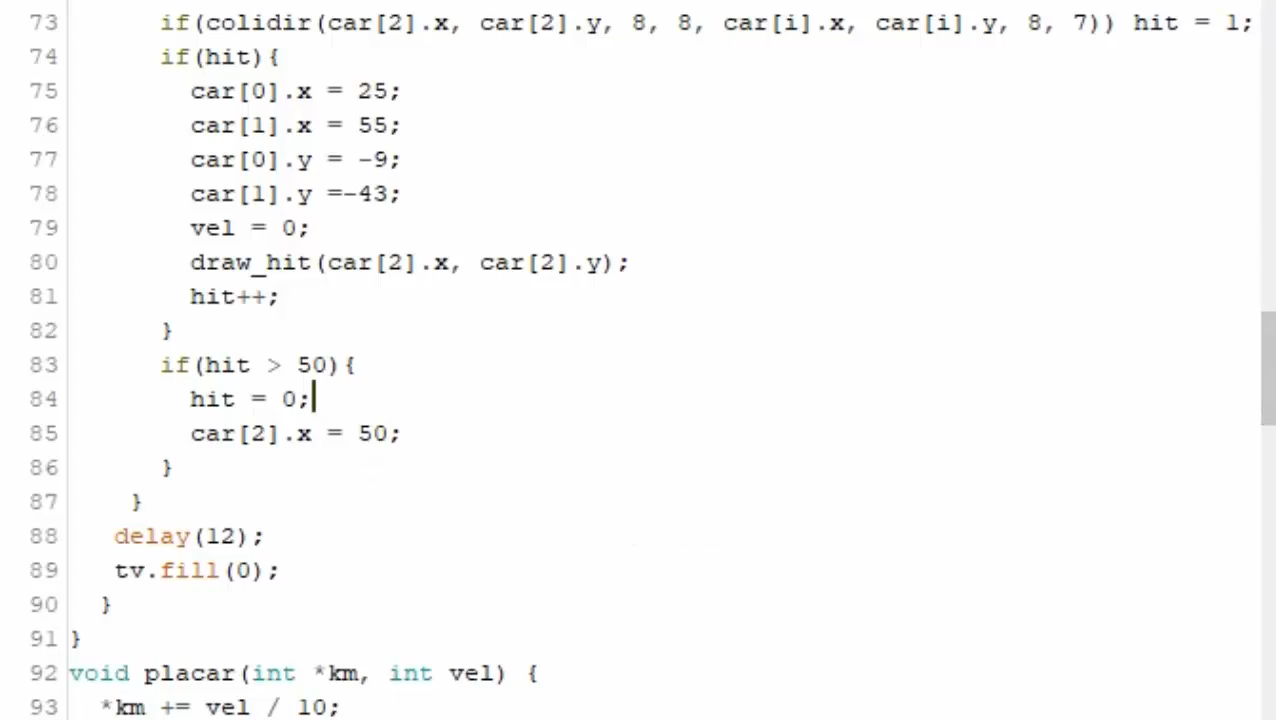 73 if(colidir(car[2].x, car[2].y, 8, 8, car[i].x, car[i].y, 8, 7)) hit = 1;
74 if(hit){
75 car[0].x = 25;
76 car[1].x = 55;
77 car[0].y = -9;
78 car[1].y =-43;
79 vel = 0;
80 draw_hit(car[2].x, car[2].y);
81 hit++;
82 }
83 if(hit > 50){
84 hit = 0;
85 car[2].x = 50;
86 }
87 }
88 delay(12);
89 tv.fill(0);
90 }
91 }
92 void placar(int *km, int vel) {
93 *km += vel / 10;